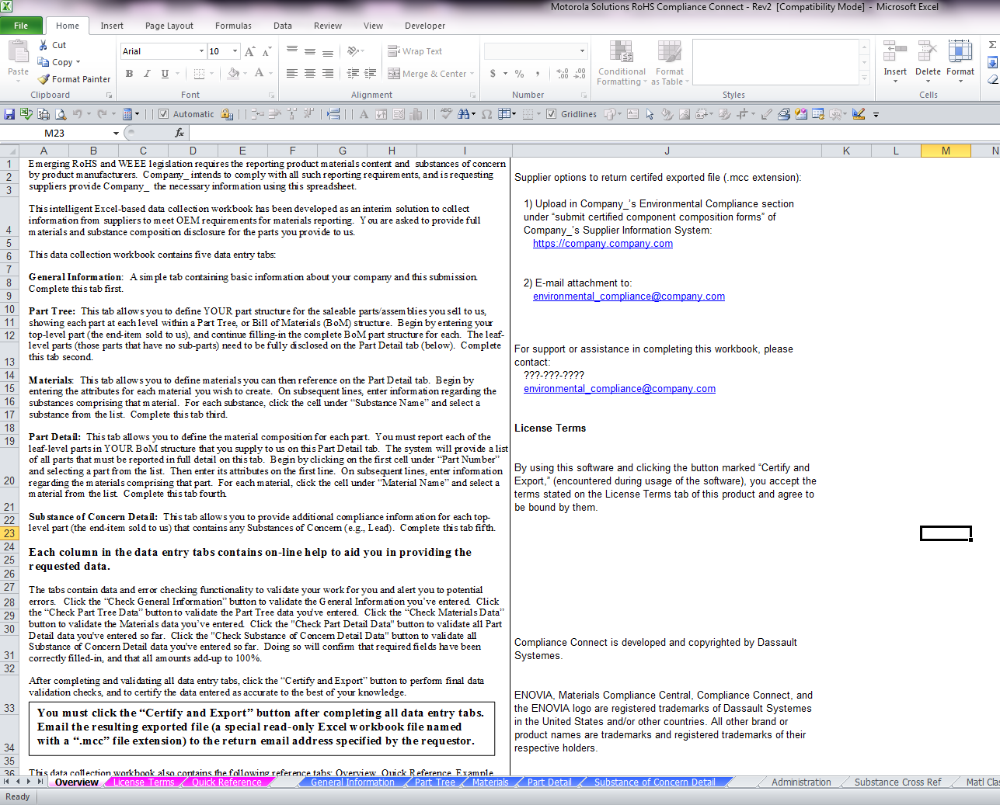 Motorola Solutions RoHS Compliance Connect - Rev2 [Compatibility Mode] - Microsoft Excel
File Home Insert Page Layout Formulas Data Review View Developer
Cut
Copy
Format Painter
Paste
Clipboard
Arial 10
B I U
Font
Wrap Text
Merge & Center
Alignment
$ % ,
Number
Conditional Formatting
Format as Table
Styles
Insert Delete Format
Cells
Automatic
Gridlines
M23
fx
A B C D E F G H I J K L M N
1
2
3
4
5
6
7
8
9
10
11
12
13
14
15
16
17
18
19
20
21
22
23
24
25
26
27
28
29
30
31
32
33
34
35
36
Emerging RoHS and WEEE legislation requires the reporting product materials content and substances of concern
by product manufacturers. Company_ intends to comply with all such reporting requirements, and is requesting
suppliers provide Company_ the necessary information using this spreadsheet.
This intelligent Excel-based data collection workbook has been developed as an interim solution to collect
information from suppliers to meet OEM requirements for materials reporting. You are asked to provide full
materials and substance composition disclosure for the parts you provide to us.
This data collection workbook contains five data entry tabs:
General Information: A simple tab containing basic information about your company and this submission.
Complete this tab first.
Part Tree: This tab allows you to define YOUR part structure for the saleable parts/assemblies you sell to us,
showing each part at each level within a Part Tree, or Bill of Materials (BoM) structure. Begin by entering your
top-level part (the end-item sold to us), and continue filling-in the complete BoM part structure for each. The leaf-
level parts (those parts that have no sub-parts) need to be fully disclosed on the Part Detail tab (below). Complete
this tab second.
Materials: This tab allows you to define materials you can then reference on the Part Detail tab. Begin by
entering the attributes for each material you wish to create. On subsequent lines, enter information regarding the
substances comprising that material. For each substance, click the cell under “Substance Name” and select a
substance from the list. Complete this tab third.
Part Detail: This tab allows you to define the material composition for each part. You must report each of the
leaf-level parts in YOUR BoM structure that you supply to us on this Part Detail tab. The system will provide a list
of all parts that must be reported in full detail on this tab. Begin by clicking on the first cell under “Part Number”
and selecting a part from the list. Then enter its attributes on the first line. On subsequent lines, enter information
regarding the materials comprising that part. For each material, click the cell under “Material Name” and select a
material from the list. Complete this tab fourth.
Substance of Concern Detail: This tab allows you to provide additional compliance information for each top-
level part (the end-item sold to us) that contains any Substances of Concern (e.g., Lead). Complete this tab fifth.
Each column in the data entry tabs contains on-line help to aid you in providing the
requested data.
The tabs contain data and error checking functionality to validate your work for you and alert you to potential
errors. Click the “Check General Information” button to validate the General Information you’ve entered. Click
the “Check Part Tree Data” button to validate the Part Tree data you've entered. Click the “Check Materials Data”
button to validate the Materials data you’ve entered. Click the "Check Part Detail Data" button to validate all Part
Detail data you've entered so far. Click the "Check Substance of Concern Detail Data" button to validate all
Substance of Concern Detail data you've entered so far. Doing so will confirm that required fields have been
correctly filled-in, and that all amounts add-up to 100%.
After completing and validating all data entry tabs, click the “Certify and Export” button to perform final data
validation checks, and to certify the data entered as accurate to the best of your knowledge.
You must click the “Certify and Export” button after completing all data entry tabs.
Email the resulting exported file (a special read-only Excel workbook file named
with a “.mcc” file extension) to the return email address specified by the requestor.
This data collection workbook also contains the following reference tabs: Overview, Quick Reference, Example
Supplier options to return certifed exported file (.mcc extension):
1) Upload in Company_'s Environmental Compliance section
under “submit certified component composition forms” of
Company_'s Supplier Information System:
https://company.company.com
2) E-mail attachment to:
environmental_compliance@company.com
For support or assistance in completing this workbook, please
contact:
???-???-????
environmental_compliance@company.com
License Terms
By using this software and clicking the button marked “Certify and
Export,” (encountered during usage of the software), you accept the
terms stated on the License Terms tab of this product and agree to
be bound by them.
Compliance Connect is developed and copyrighted by Dassault
Systemes.
ENOVIA, Materials Compliance Central, Compliance Connect, and
the ENOVIA logo are registered trademarks of Dassault Systemes
in the United States and/or other countries. All other brand or
product names are trademarks and registered trademarks of their
respective holders.
Overview License Terms Quick Reference General Information Part Tree Materials Part Detail Substance of Concern Detail Administration Substance Cross Ref Matl Clas
Ready